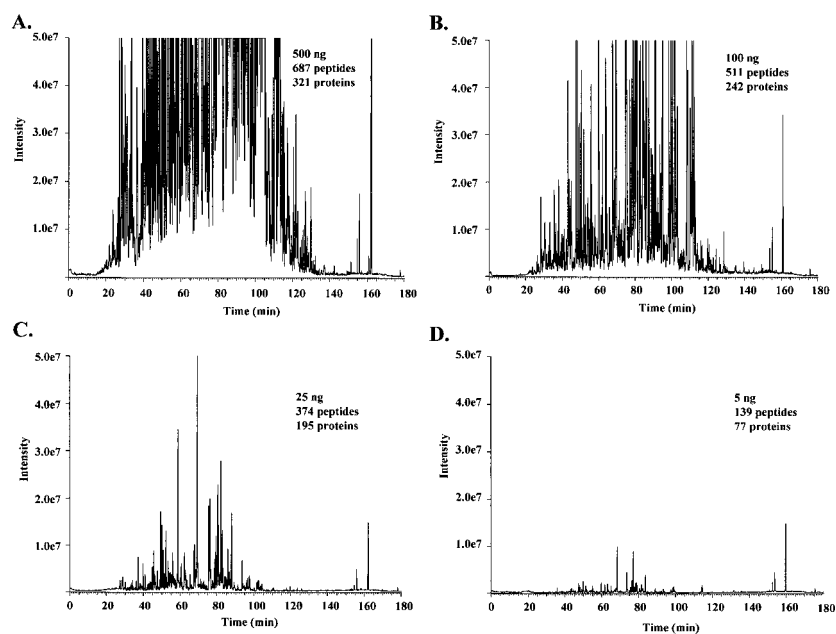 A.
5.0e7
4.0e7
3.0e7
2.0e7
1.0e7
Intensity
500 ng
687 peptides
321 proteins
0 20 40 60 80 100 120 140 160 180
Time (min)
B.
5.0e7
4.0e7
3.0e7
2.0e7
1.0e7
Intensity
100 ng
511 peptides
242 proteins
0 20 40 60 80 100 120 140 160 180
Time (min)
C.
5.0e7
4.0e7
3.0e7
2.0e7
1.0e7
Intensity
25 ng
374 peptides
195 proteins
0 20 40 60 80 100 120 140 160 180
Time (min)
D.
5.0e7
4.0e7
3.0e7
2.0e7
1.0e7
Intensity
5 ng
139 peptides
77 proteins
0 20 40 60 80 100 120 140 160 180
Time (min)